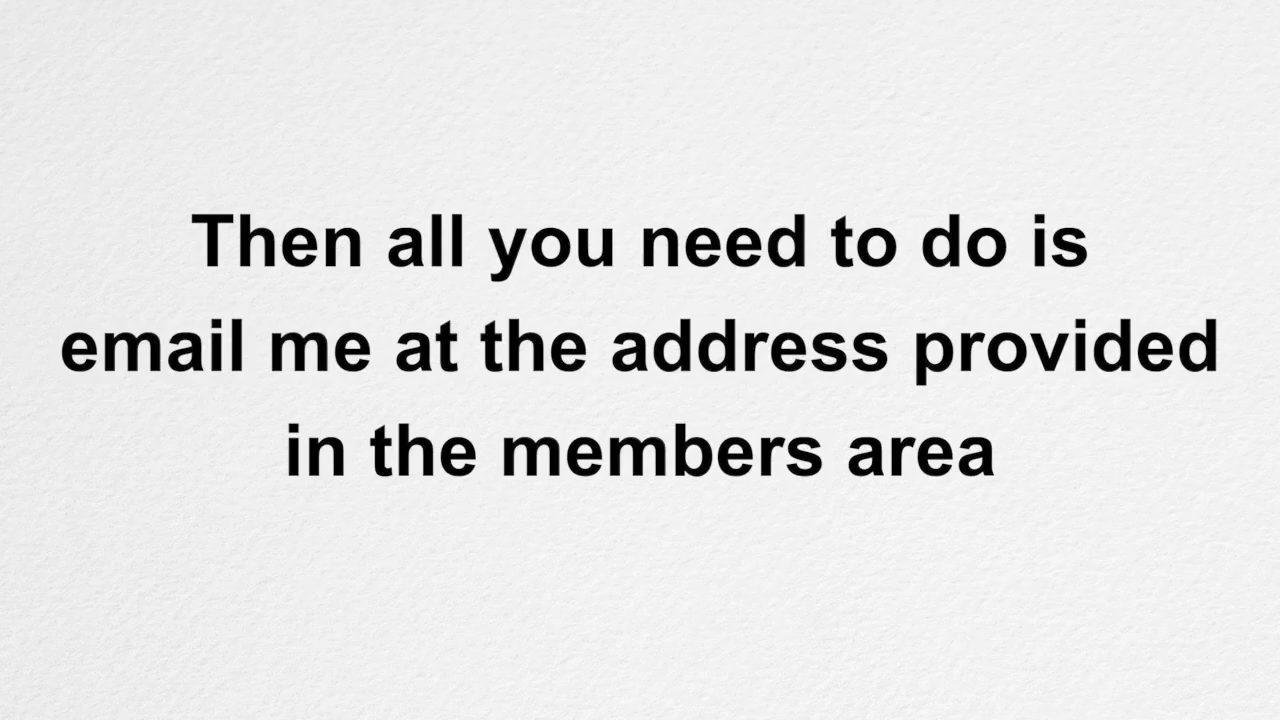 Then all you need to do is
email me at the address provided
in the members area